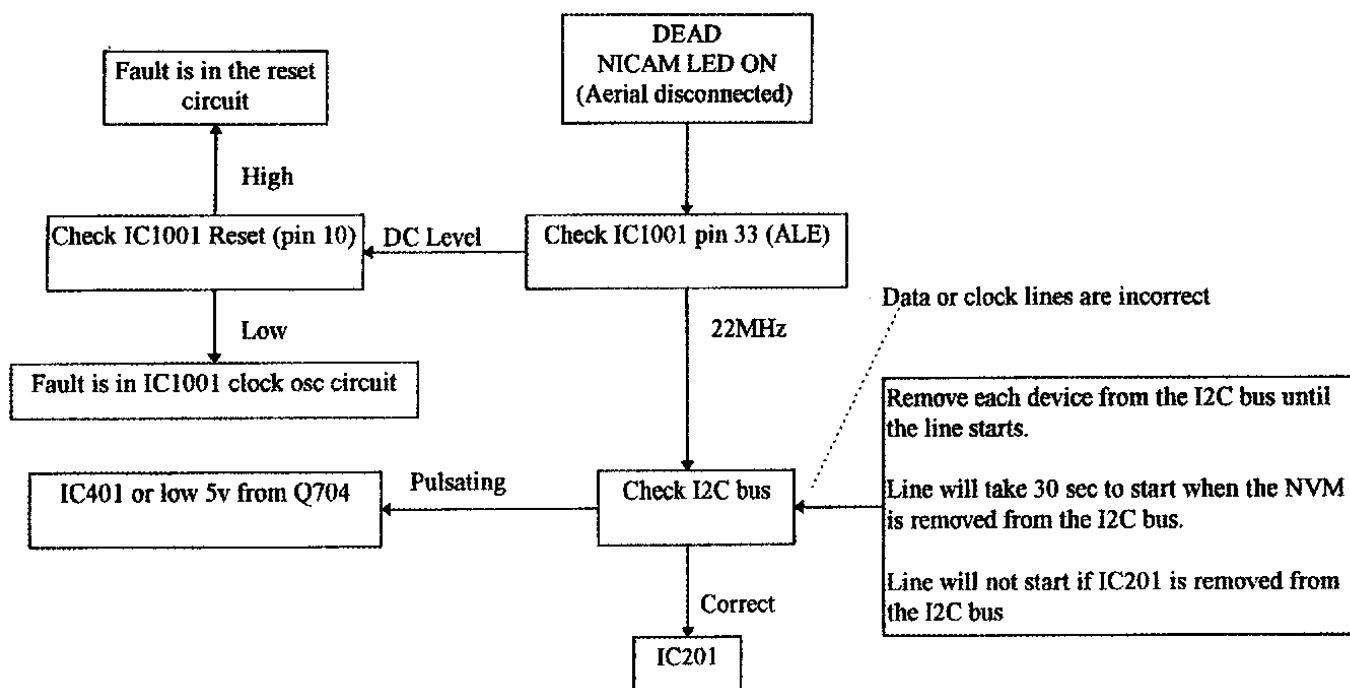 DEAD
NICAM LED ON
(Aerial disconnected)
Fault is in the reset
circuit
High
Check IC1001 Reset (pin 10)
DC Level
Check IC1001 pin 33 (ALE)
Low
22MHz
Data or clock lines are incorrect
Fault is in IC1001 clock osc circuit
Remove each device from the I2C bus until
the line starts.
Line will take 30 sec to start when the NVM
is removed from the I2C bus.
Line will not start if IC201 is removed from
the I2C bus
IC401 or low 5v from Q704
Pulsating
Check I2C bus
Correct
IC201